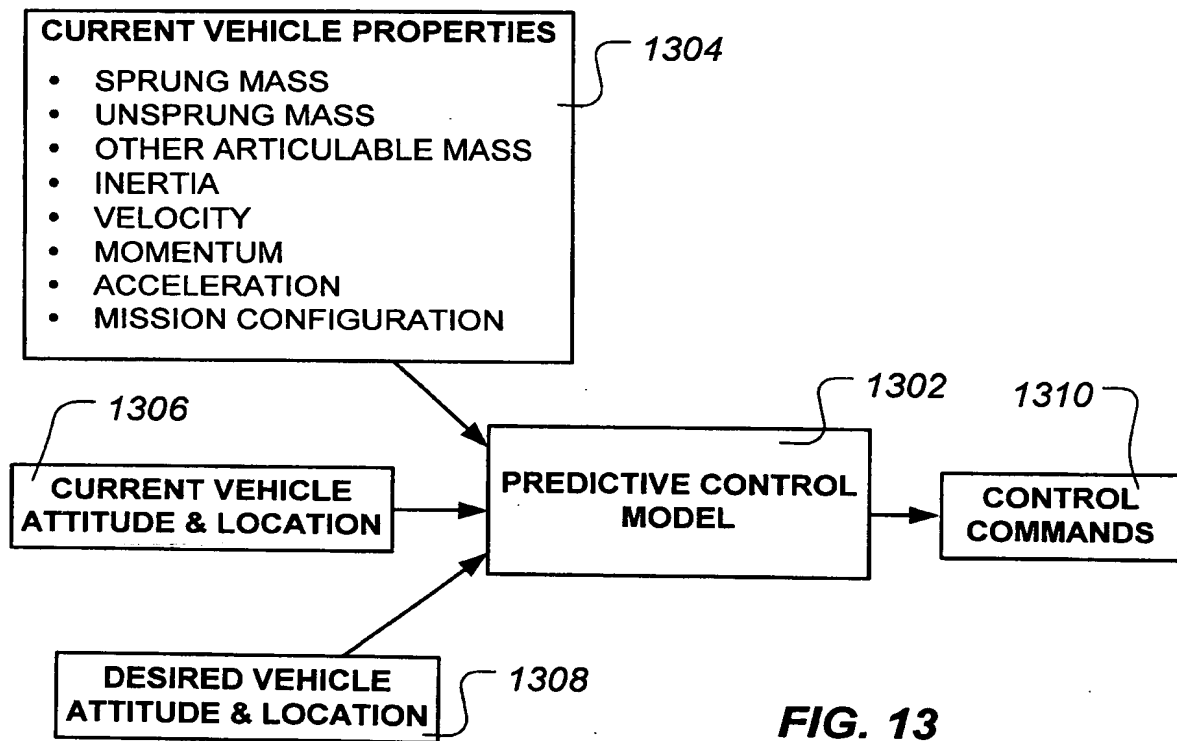 CURRENT VEHICLE PROPERTIES
• SPRUNG MASS
• UNSPRUNG MASS
• OTHER ARTICULABLE MASS
• INERTIA
• VELOCITY
• MOMENTUM
• ACCELERATION
• MISSION CONFIGURATION
1304
1306
CURRENT VEHICLE
ATTITUDE & LOCATION
1302
PREDICTIVE CONTROL
MODEL
1310
CONTROL
COMMANDS
DESIRED VEHICLE
ATTITUDE & LOCATION
1308
FIG. 13